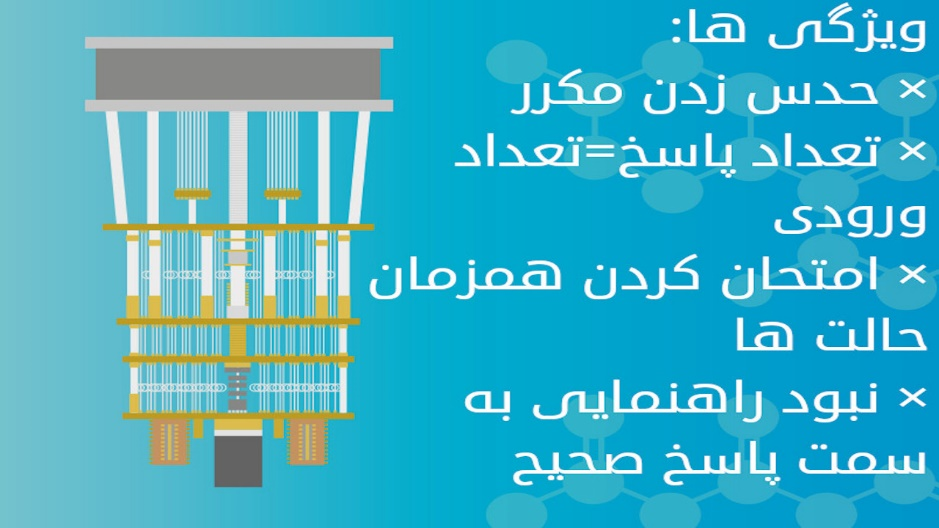 ویژگی ها:
× حدس زدن مکرر
× تعداد پاسخ=تعداد
ورودی
× امتحان کردن همزمان
حالت ها
× نبود راهنمایی به
سمت پاسخ صحیح